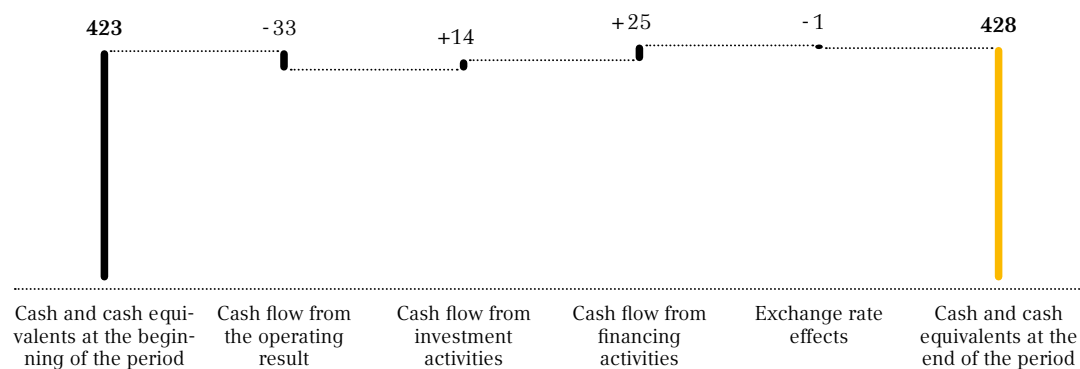 423
-33
+14
+25
-1
428
Cash and cash equi-
valents at the begin-
ning of the period
Cash flow from
the operating
result
Cash flow from
investment
activities
Cash flow from
financing
activities
Exchange rate
effects
Cash and cash
equivalents at the
end of the period